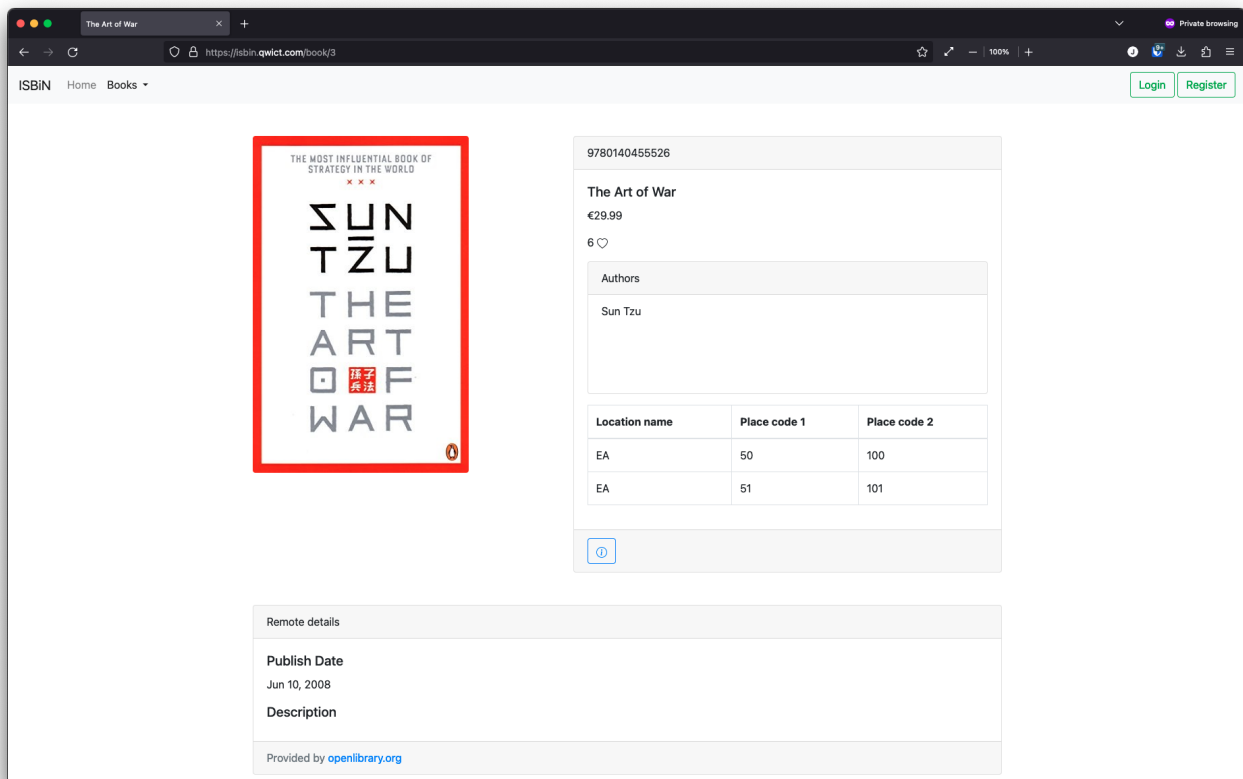 The Art of War
Private browsing
https://isbin.qwict.com/book/3
100%
9+
ISBiN Home Books
Login Register
THE MOST INFLUENTIAL BOOK OF
STRATEGY IN THE WORLD
SUN
TZU
THE
ART
OF
孫子
兵法
WAR
9780140455526
The Art of War
€29.99
6
Authors
Sun Tzu
Location name Place code 1 Place code 2
EA 50 100
EA 51 101
Remote details
Publish Date
Jun 10, 2008
Description
Provided by openlibrary.org